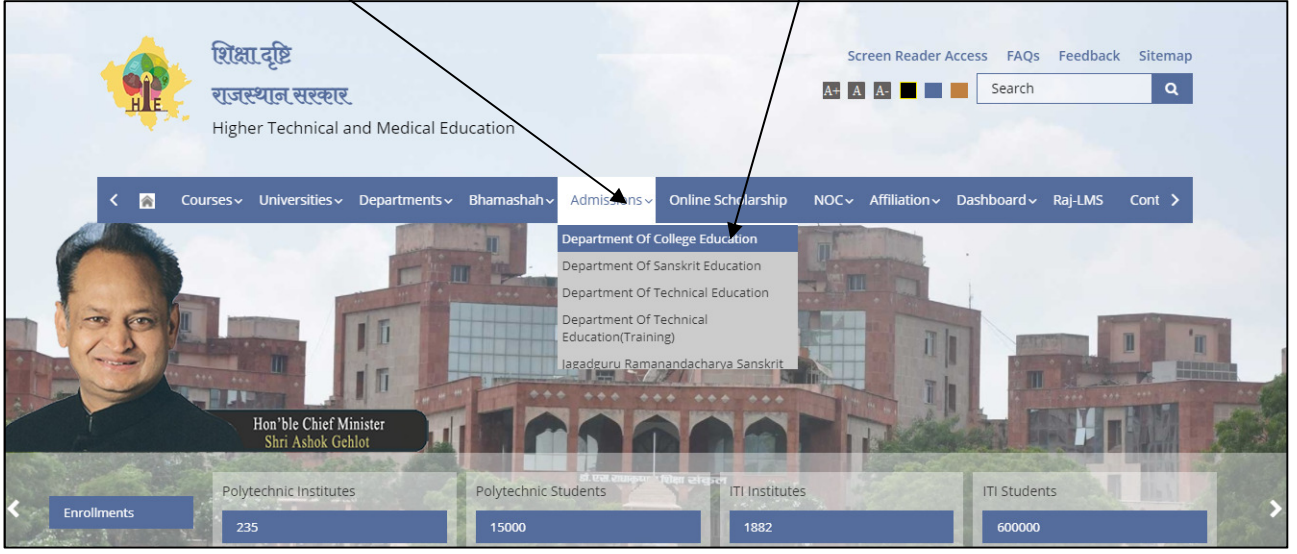 शिक्षा दृष्टि
राजस्थान सरकार
Higher Technical and Medical Education
HTE
Screen Reader Access FAQs Feedback Sitemap
A+ A A-
Search
Courses Universities Departments Bhamashah Admissions Online Scholarship NOC Affiliation Dashboard Raj-LMS Cont
Department Of College Education
Department Of Sanskrit Education
Department Of Technical Education
Department Of Technical
Education(Training)
Jagadguru Ramanandacharya Sanskrit
Hon'ble Chief Minister
Shri Ashok Gehlot
Enrollments
Polytechnic Institutes
235
Polytechnic Students
15000
ITI Institutes
1882
ITI Students
600000